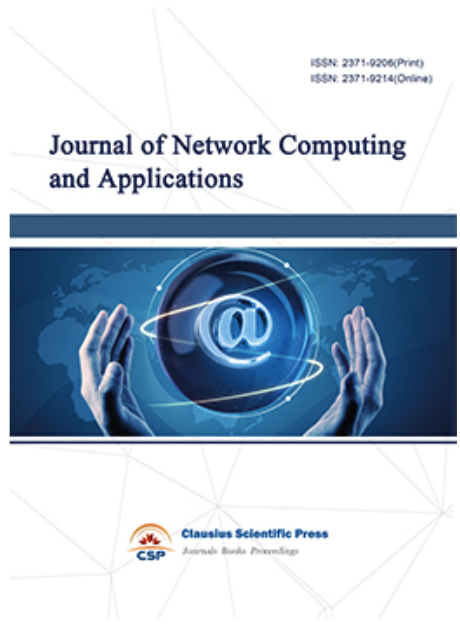 ISSN: 2371-9206(Print)
ISSN: 2371-9214(Online)
Journal of Network Computing
and Applications
@
CSP
Clausius Scientific Press
Journals Books Proceedings